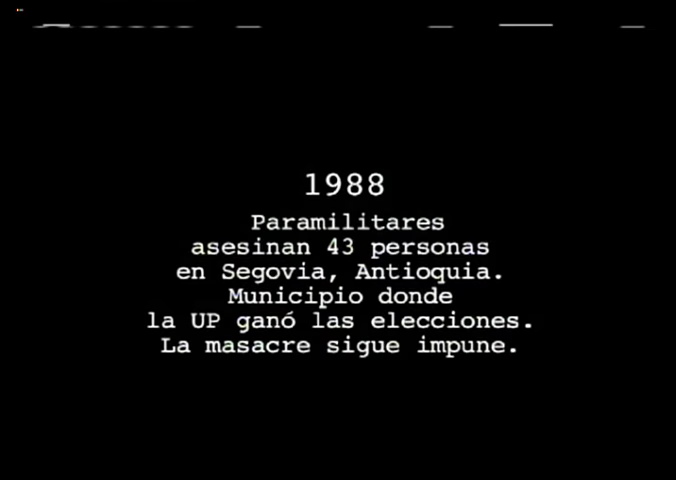 1988
Paramilitares
asesinan 43 personas
en Segovia, Antioquia.
Municipio donde
la UP ganó las elecciones.
La masacre sigue impune.